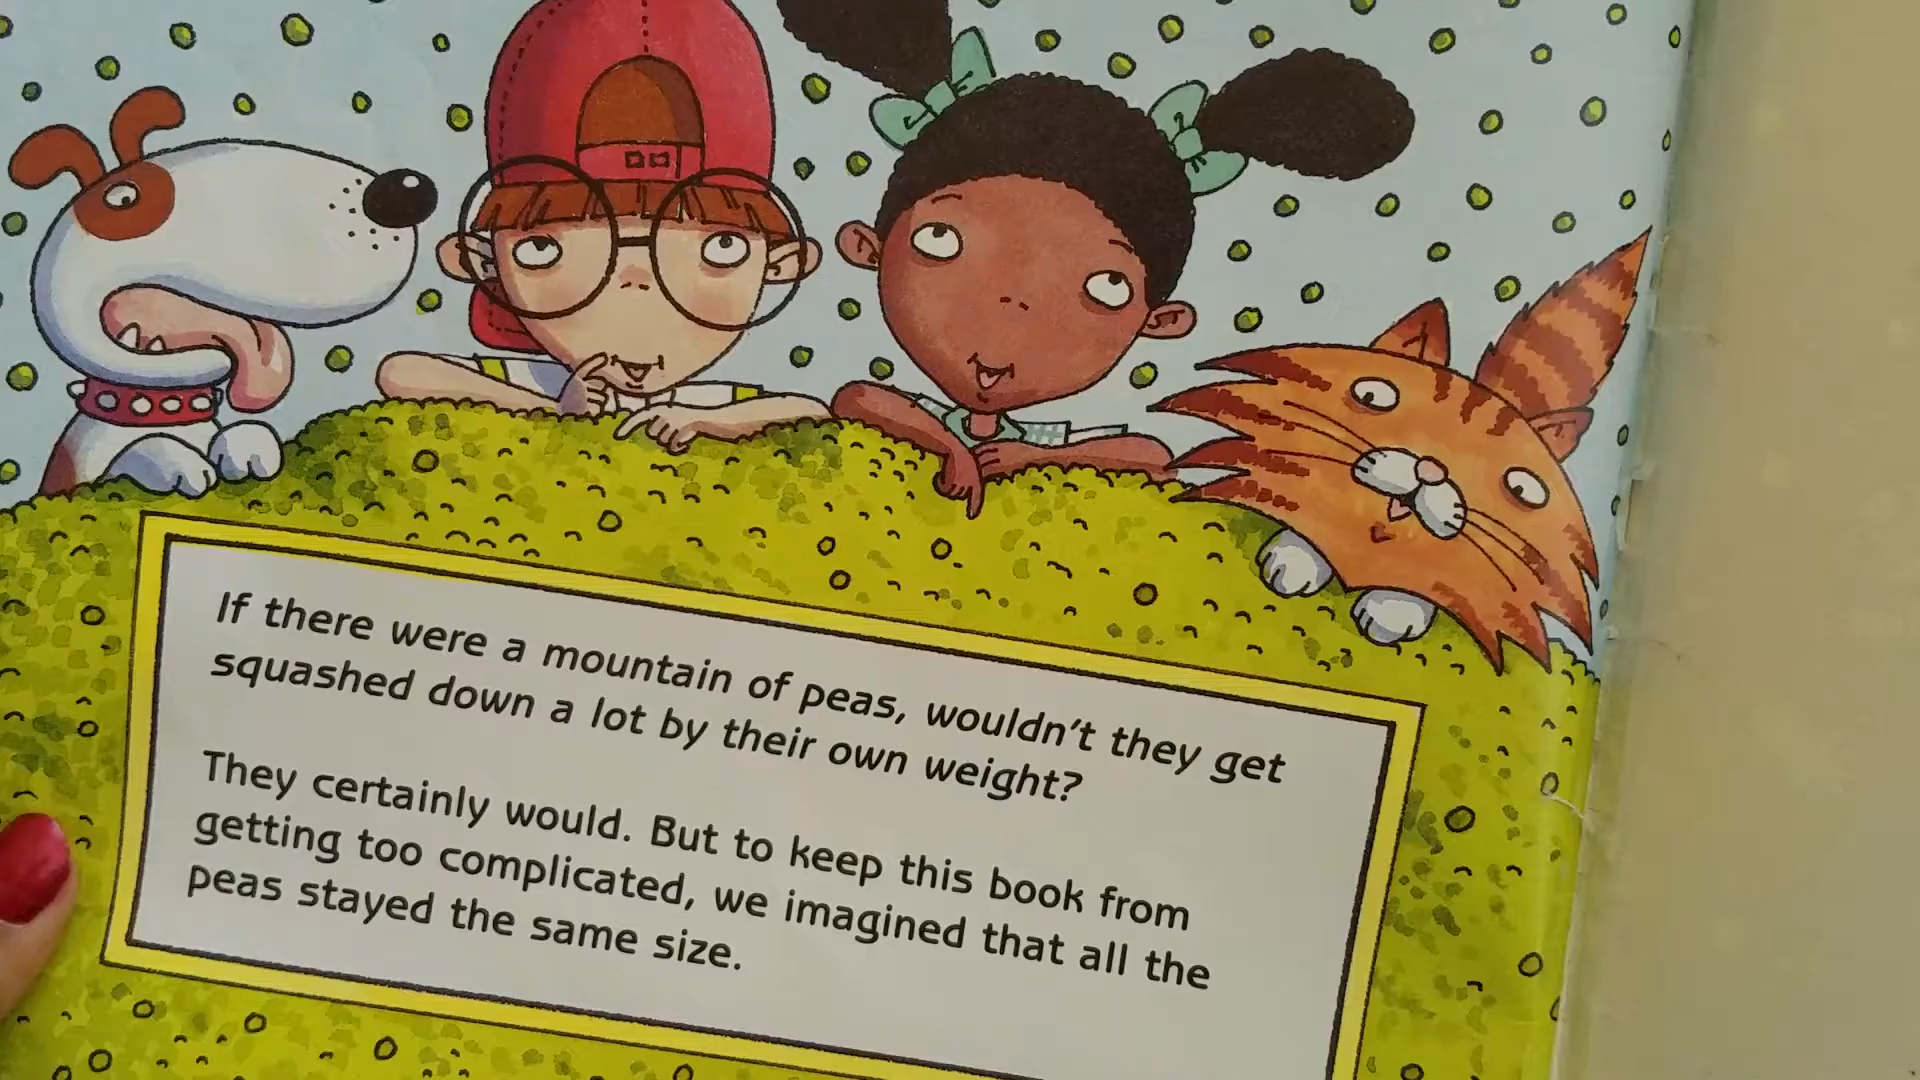 If there were a mountain of peas, wouldn't they get
squashed down a lot by their own weight?
They certainly would. But to keep this book from
getting too complicated, we imagined that all the
peas stayed the same size.